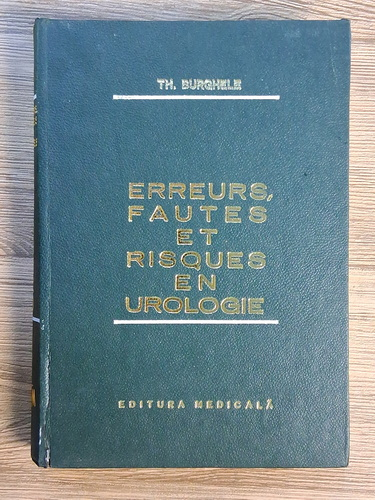 TH. BURGHELE
ERREURS,
FAUTES
ET
RISQUES
EN
UROLOGIE
EDITURA MEDICALĂ